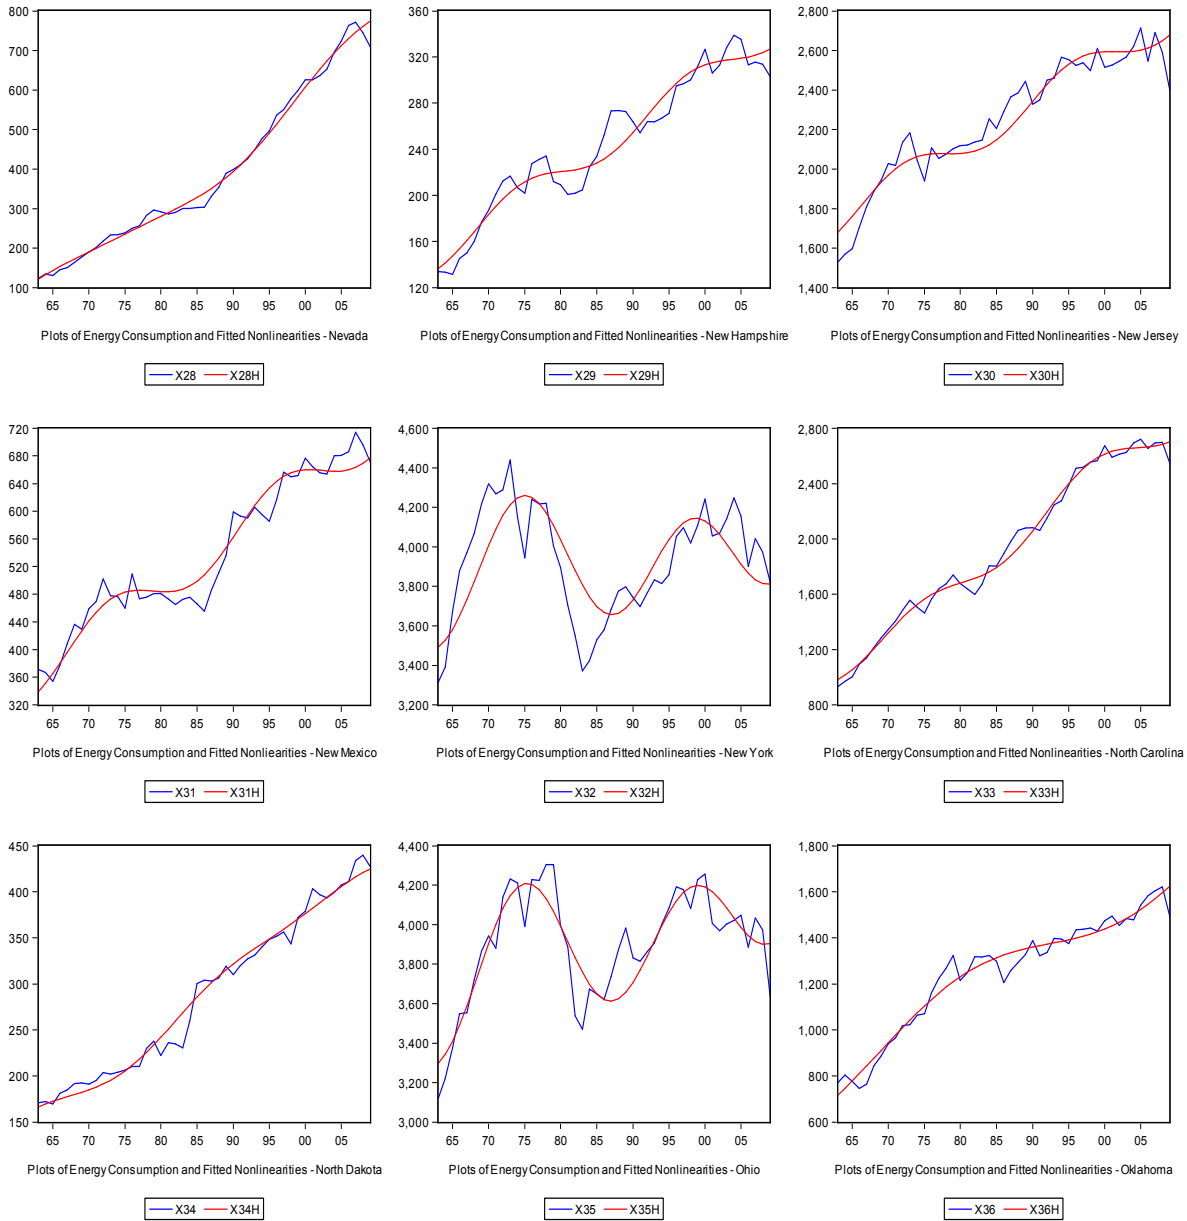 800
700
600
500
400
300
200
100
65 70 75 80 85 90 95 00 05
Plots of Energy Consumption and Fitted Nonlinearities - Nevada
X28 X28H
360
320
280
240
200
160
120
65 70 75 80 85 90 95 00 05
Plots of Energy Consumption and Fitted Nonlinearities - New Hampshire
X29 X29H
2,800
2,600
2,400
2,200
2,000
1,800
1,600
1,400
65 70 75 80 85 90 95 00 05
Plots of Energy Consumption and Fitted Nonlinearities - New Jersey
X30 X30H
720
680
640
600
560
520
480
440
400
360
320
65 70 75 80 85 90 95 00 05
Plots of Energy Consumption and Fitted Nonliearities - New Mexico
X31 X31H
4,600
4,400
4,200
4,000
3,800
3,600
3,400
3,200
65 70 75 80 85 90 95 00 05
Plots of Energy Consumption and Fitted Nonlinearities - New York
X32 X32H
2,800
2,400
2,000
1,600
1,200
800
65 70 75 80 85 90 95 00 05
Plots of Energy Consumption and Fitted Nonlinearities - North Carolina
X33 X33H
450
400
350
300
250
200
150
65 70 75 80 85 90 95 00 05
Plots of Energy Consumption and Fitted Nonlinearities - North Dakota
X34 X34H
4,400
4,200
4,000
3,800
3,600
3,400
3,200
3,000
65 70 75 80 85 90 95 00 05
Plots of Energy Consumption and Fitted Nonlinearities - Ohio
X35 X35H
1,800
1,600
1,400
1,200
1,000
800
600
65 70 75 80 85 90 95 00 05
Plots of Energy Consumption and Fitted Nonlinearities - Oklahoma
X36 X36H